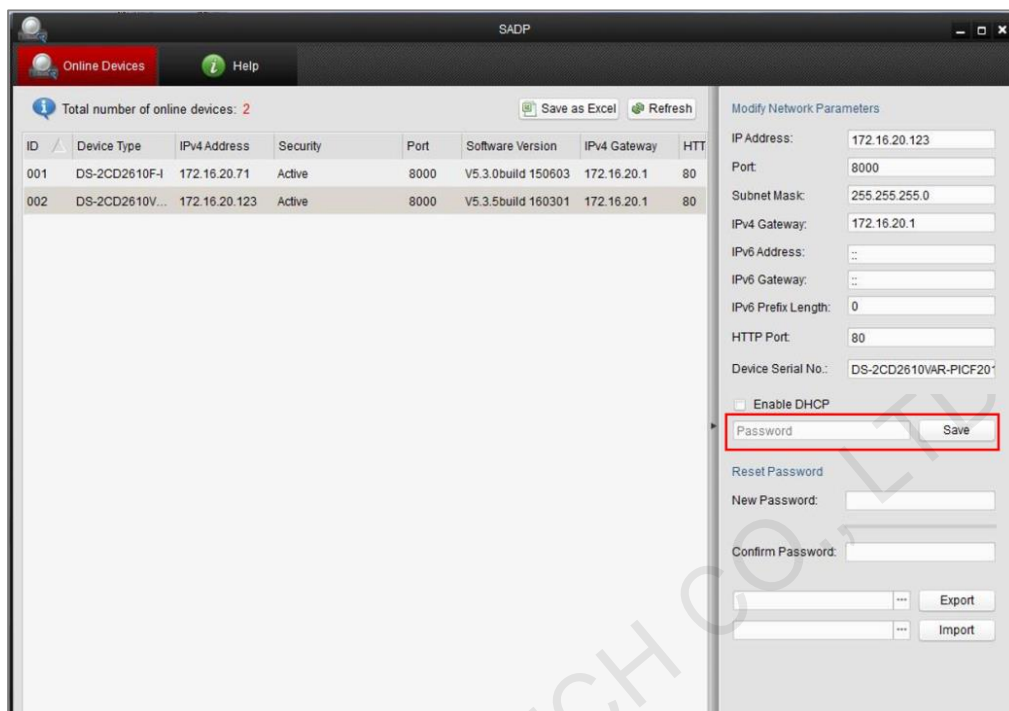 SADP
Online Devices
Help
Total number of online devices: 2
Save as Excel
Refresh
ID Device Type IPv4 Address Security Port Software Version IPv4 Gateway HTT
001 DS-2CD2610F-I 172.16.20.71 Active 8000 V5.3.0build 150603 172.16.20.1 80
002 DS-2CD2610V... 172.16.20.123 Active 8000 V5.3.5build 160301 172.16.20.1 80
Modify Network Parameters
IP Address: 172.16.20.123
Port: 8000
Subnet Mask: 255.255.255.0
IPv4 Gateway: 172.16.20.1
IPv6 Address: ::
IPv6 Gateway: ::
IPv6 Prefix Length: 0
HTTP Port: 80
Device Serial No.: DS-2CD2610VAR-PICF201
Enable DHCP
Password Save
Reset Password
New Password:
Confirm Password:
... Export
... Import
CH CO., LTD